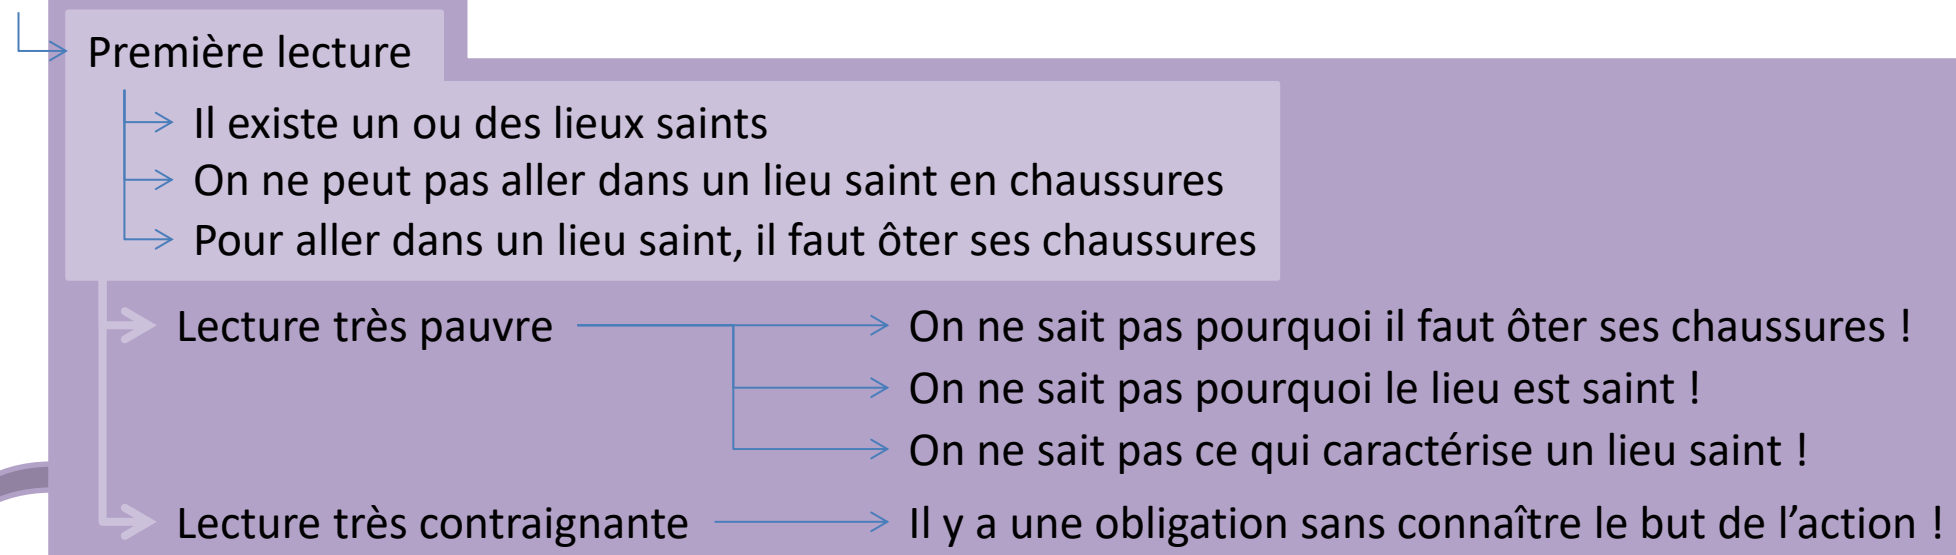 Première lecture
Il existe un ou des lieux saints
On ne peut pas aller dans un lieu saint en chaussures
Pour aller dans un lieu saint, il faut ôter ses chaussures
Lecture très pauvre
On ne sait pas pourquoi il faut ôter ses chaussures !
On ne sait pas pourquoi le lieu est saint !
On ne sait pas ce qui caractérise un lieu saint !
Lecture très contraignante
Il y a une obligation sans connaître le but de l’action !